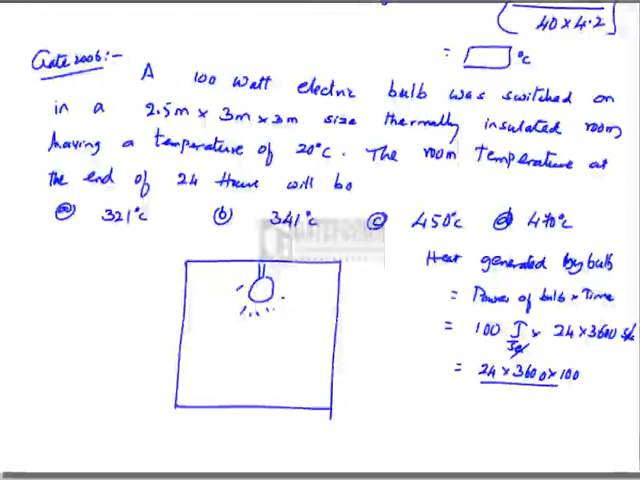 40 x 4.2
= °c
Gate 2006:-
A 100 watt electric bulb was switched on
in a 2.5m x 3m x 3m size thermally insulated room
having a temperature of 20°c. The room Temperature at
the end of 24 Hours will be
(a) 321°c (b) 341°c (c) 450°c (d) 470°c
Heat generated by bulb
= Power of bulb x Time
= 100 J/sec x 24 x 3600 sec
= 24 x 3600 x 100